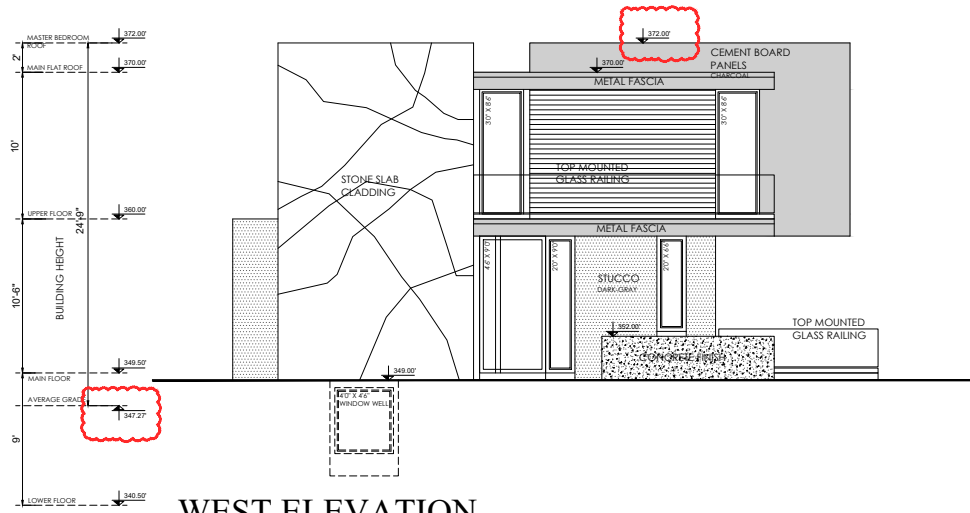 MASTER BEDROOM
ROOF
372.00'
2'
MAIN FLAT ROOF
370.00'
10'
UPPER FLOOR
360.00'
24'-9"
BUILDING HEIGHT
10'-6"
349.50'
MAIN FLOOR
AVERAGE GRAD
347.27'
9'
LOWER FLOOR
340.50'
372.00'
370.00'
CEMENT BOARD
PANELS
CHARCOAL
METAL FASCIA
3'0" X 8'6"
3'0" X 8'6"
STONE SLAB
CLADDING
TOP MOUNTED
GLASS RAILING
METAL FASCIA
4'6" X 9'0"
2'0" X 9'0"
2'0" X 6'6"
STUCCO
DARK-GRAY
352.00'
CONCRETE FINISH
TOP MOUNTED
GLASS RAILING
349.00'
4'0" X 4'6"
WINDOW WELL
WEST ELEVATION